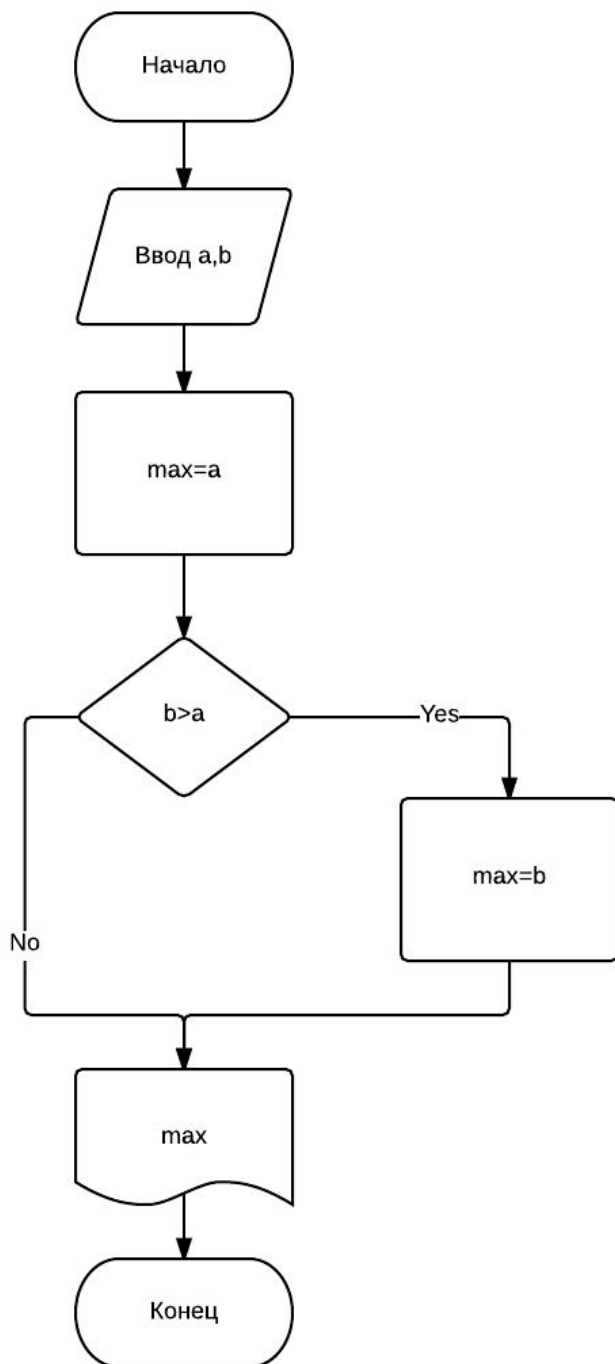 Начало
Ввод a,b
max=a
b>a
Yes
max=b
No
max
Конец